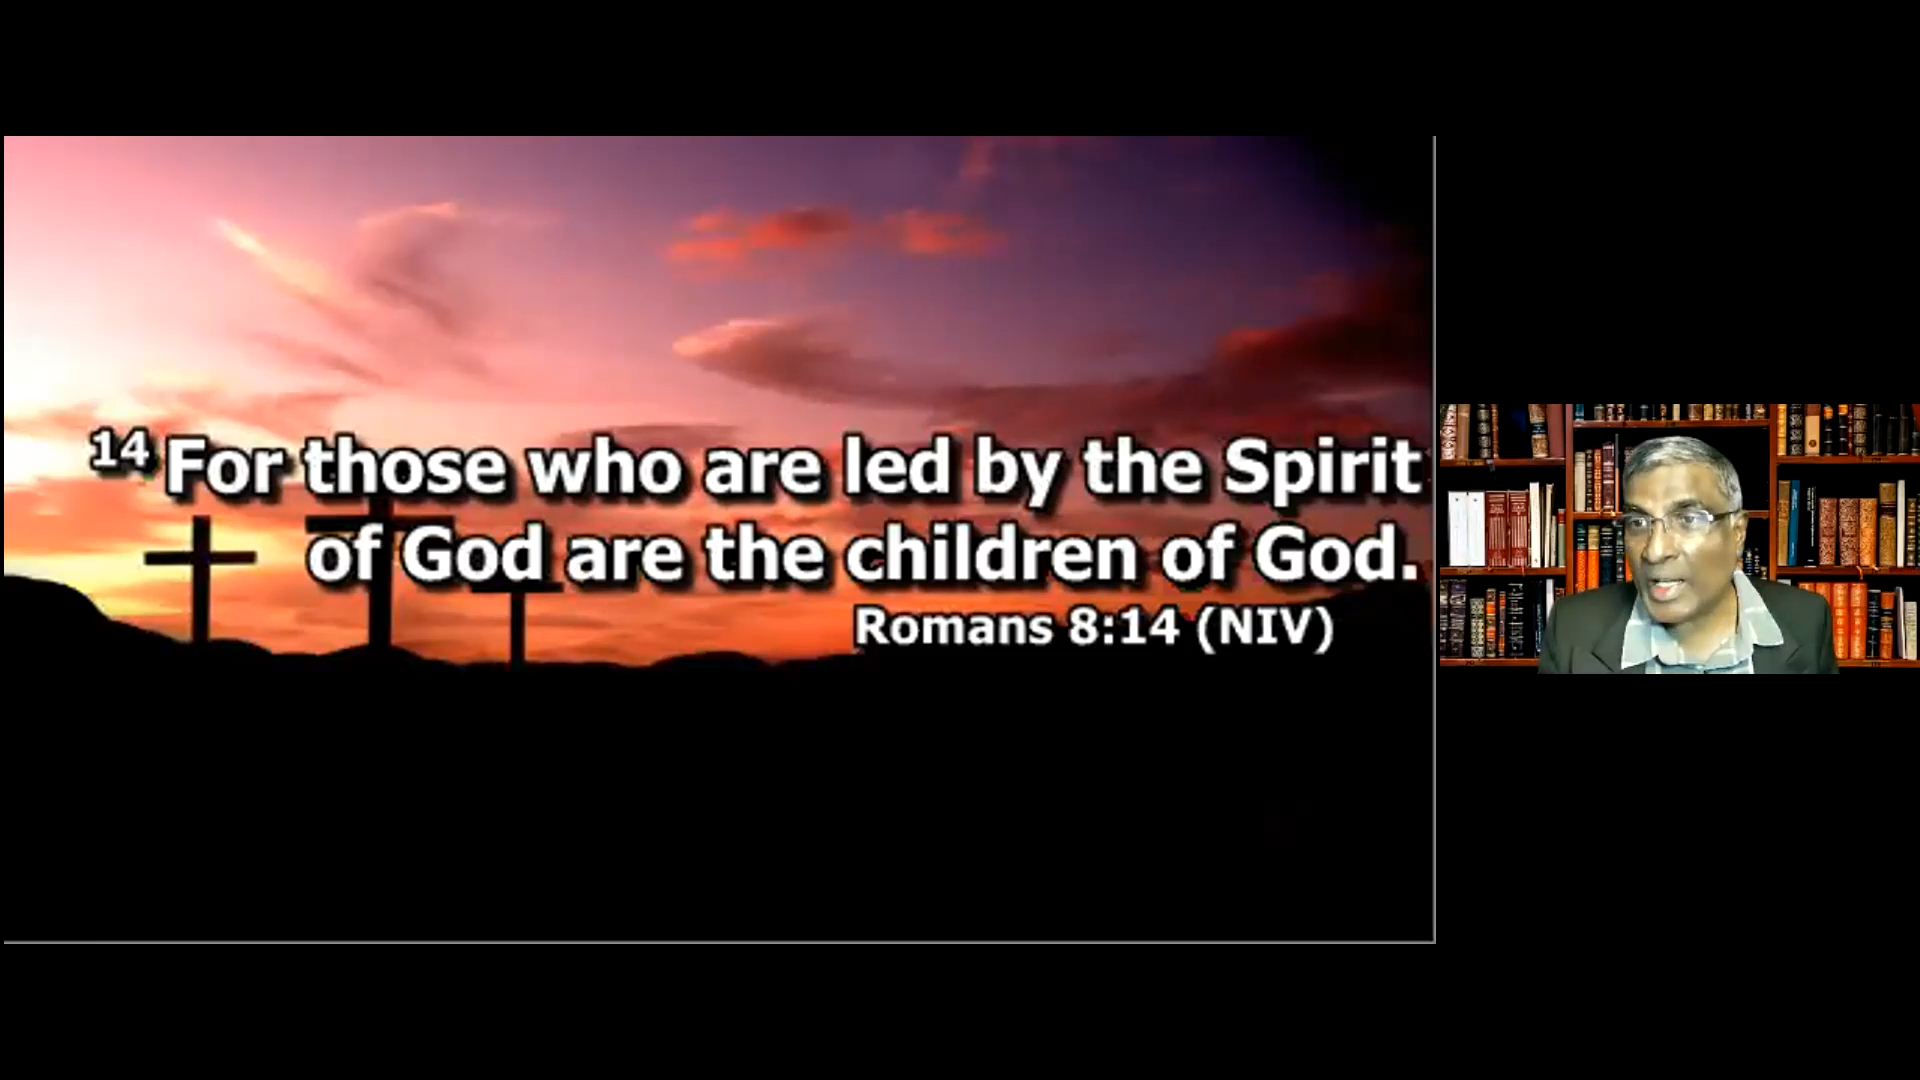 14 For those who are led by the Spirit
of God are the children of God.
Romans 8:14 (NIV)